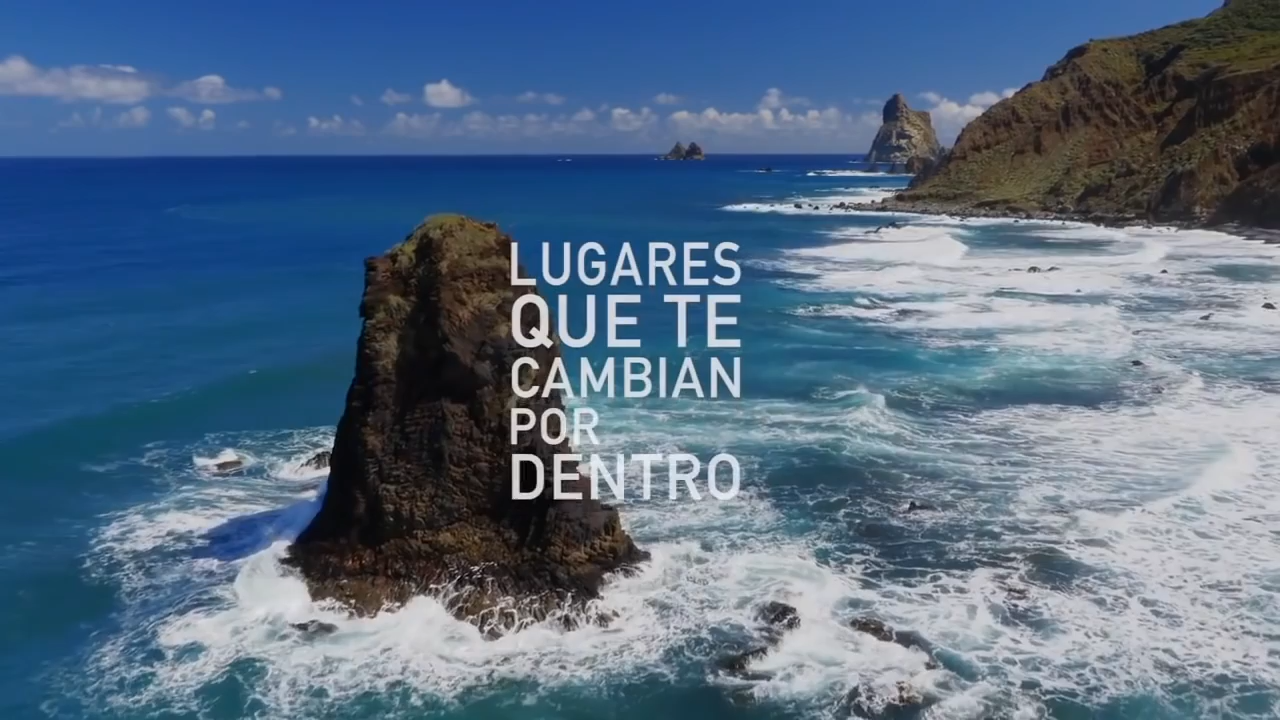 LUGARES
QUE TE
CAMBIAN
POR
DENTRO